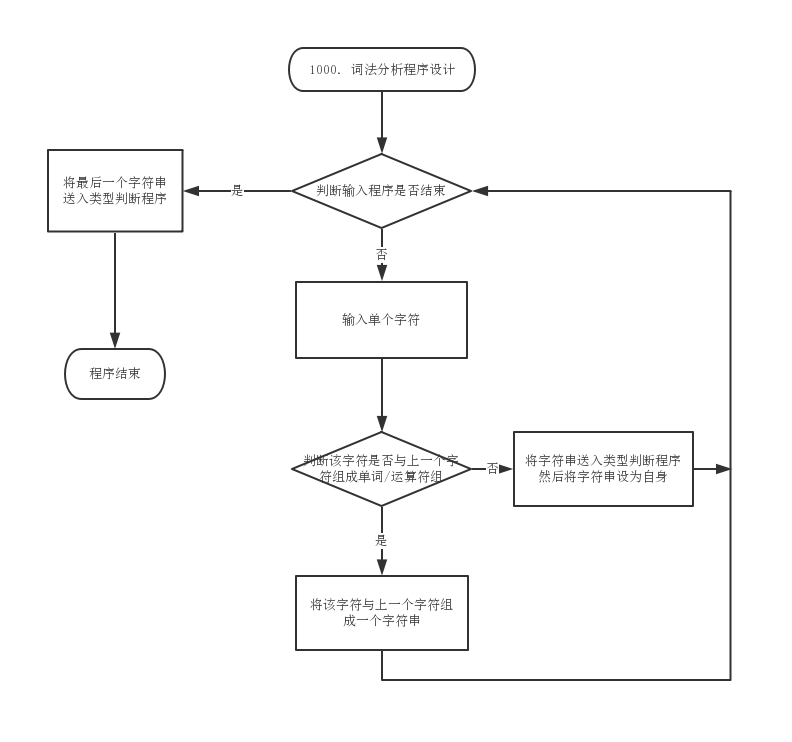 1000. 词法分析程序设计
将最后一个字符串
送入类型判断程序
是
判断输入程序是否结束
否
输入单个字符
程序结束
判断该字符是否与上一个字
符组成单词/运算符组
否
将字符串送入类型判断程序
然后将字符串设为自身
是
将该字符与上一个字符组
成一个字符串